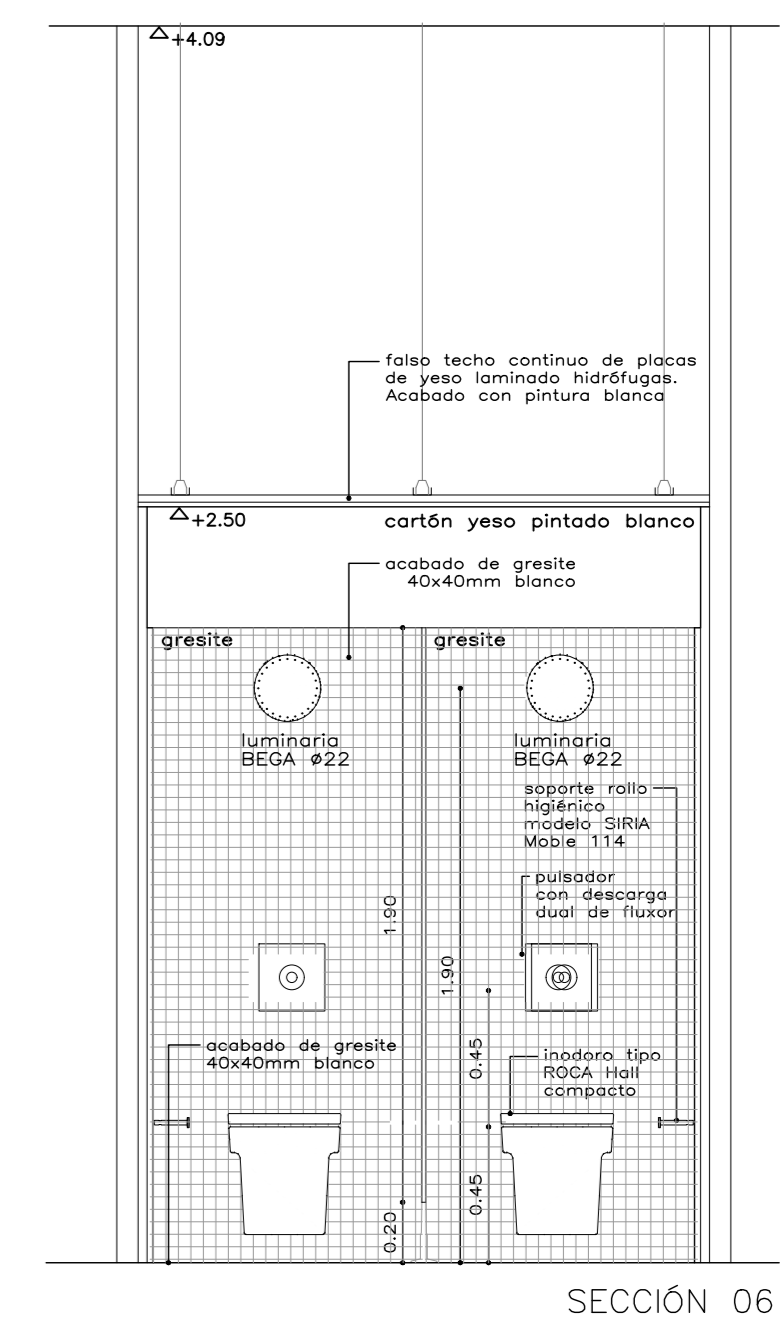 +4.09
falso techo continuo de placas
de yeso laminado hidrófugas.
Acabado con pintura blanca
+2.50
cartón yeso pintado blanco
acabado de gresite
40x40mm blanco
gresite
gresite
luminaria
BEGA ø22
luminaria
BEGA ø22
soporte rollo
higiénico
modelo SIRIA
Moble 114
pulsador
con descarga
dual de fluxor
1.90
1.90
acabado de gresite
40x40mm blanco
0.45
inodoro tipo
ROCA Hall
compacto
0.45
0.20
SECCIÓN 06